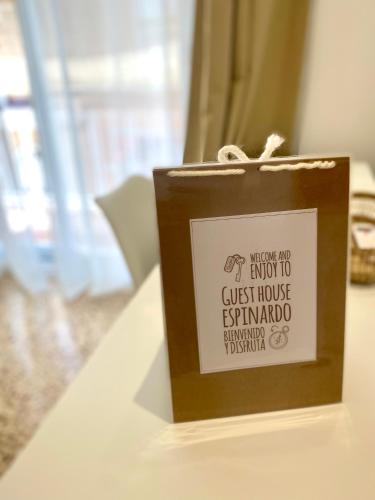 WELCOME AND
ENJOY TO
GUEST HOUSE
ESPINARDO
BIENVENIDO
Y DISFRUTA